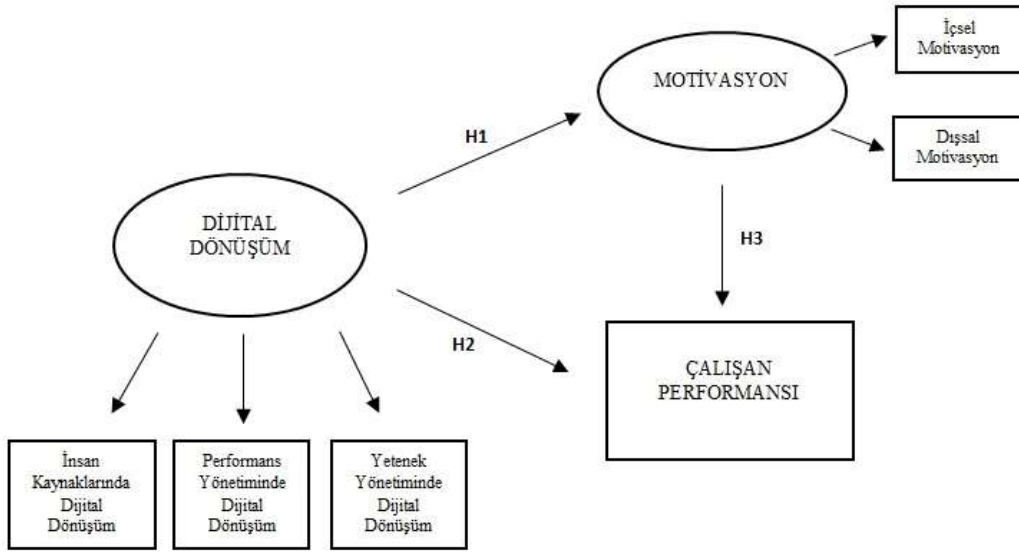 İçsel
Motivasyon
MOTİVASYON
Dışsal
Motivasyon
H1
DİJİTAL
DÖNÜŞÜM
H3
H2
ÇALIŞAN
PERFORMANSI
İnsan
Kaynaklarında
Dijital
Dönüşüm
Performans
Yönetiminde
Dijital
Dönüşüm
Yetenek
Yönetiminde
Dijital
Dönüşüm